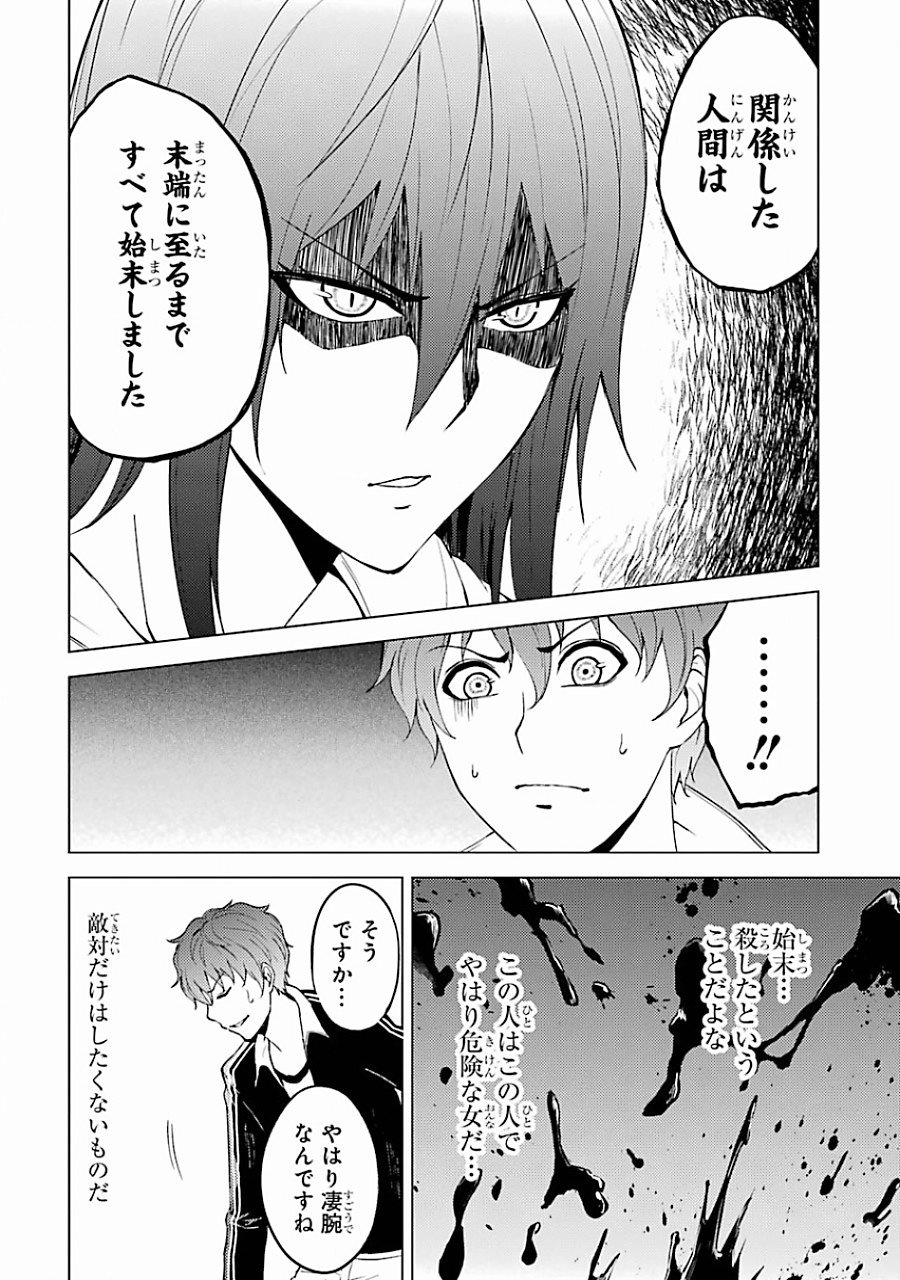 関係した
人間は
末端に至るまで
すべて始末しました
………!!
始末…
殺したという
ことだよな
この人はこの人で
やはり危険な女だ…
そう
ですか…
やはり凄腕
なんですね
敵対だけはしたくないものだ